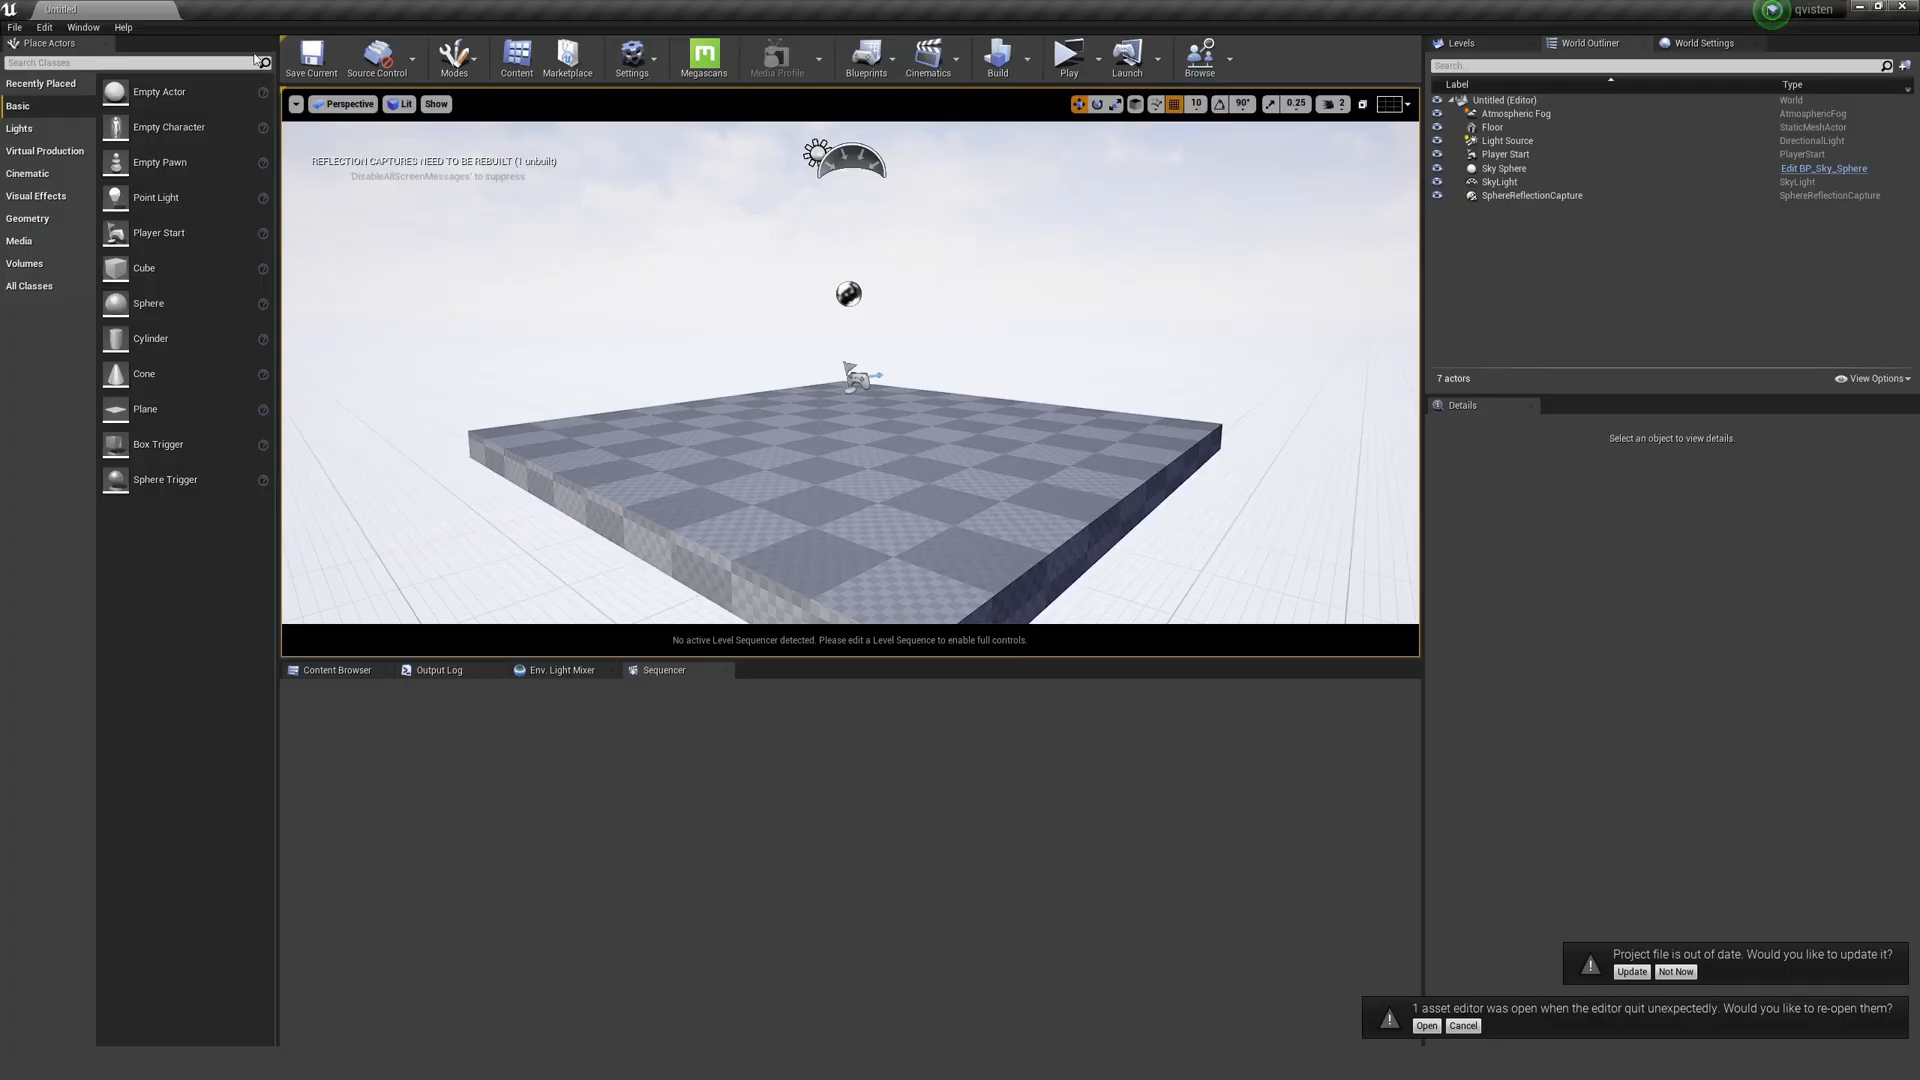 Untitled
qvisten
File Edit Window Help
Place Actors
Search Classes
Recently Placed
Basic
Lights
Virtual Production
Cinematic
Visual Effects
Geometry
Media
Volumes
All Classes
Empty Actor
Empty Character
Empty Pawn
Point Light
Player Start
Cube
Sphere
Cylinder
Cone
Plane
Box Trigger
Sphere Trigger
Save Current Source Control Modes Content Marketplace Settings Megascans Media Profile Blueprints Cinematics Build Play Launch Browse
Perspective Lit Show 10 90° 0.25 2
REFLECTION CAPTURES NEED TO BE REBUILT (1 unbuilt)
'DisableAllScreenMessages' to suppress
No active Level Sequencer detected. Please edit a Level Sequence to enable full controls.
Content Browser Output Log Env. Light Mixer Sequencer
Levels World Outliner World Settings
Search...
Label Type
Untitled (Editor) World
Atmospheric Fog AtmosphericFog
Floor StaticMeshActor
Light Source DirectionalLight
Player Start PlayerStart
Sky Sphere Edit BP_Sky_Sphere
SkyLight SkyLight
SphereReflectionCapture SphereReflectionCapture
7 actors View Options
Details
Select an object to view details.
Project file is out of date. Would you like to update it?
Update Not Now
1 asset editor was open when the editor quit unexpectedly. Would you like to re-open them?
Open Cancel